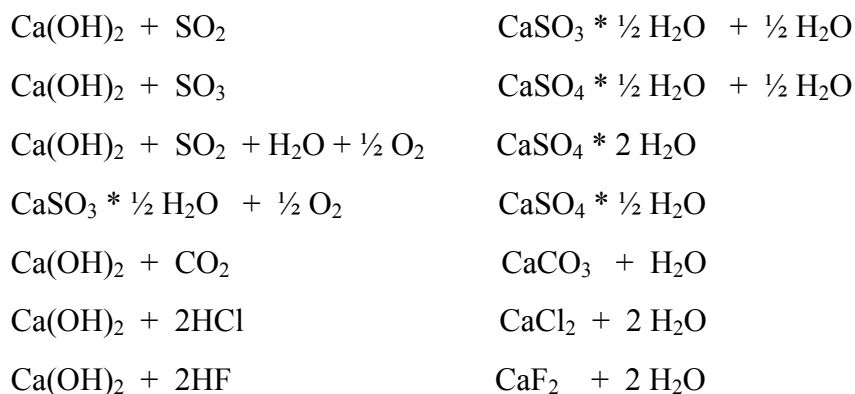 Ca(OH)₂ + SO₂ CaSO₃ * ½ H₂O + ½ H₂O
Ca(OH)₂ + SO₃ CaSO₄ * ½ H₂O + ½ H₂O
Ca(OH)₂ + SO₂ + H₂O + ½ O₂ CaSO₄ * 2 H₂O
CaSO₃ * ½ H₂O + ½ O₂ CaSO₄ * ½ H₂O
Ca(OH)₂ + CO₂ CaCO₃ + H₂O
Ca(OH)₂ + 2HCl CaCl₂ + 2 H₂O
Ca(OH)₂ + 2HF CaF₂ + 2 H₂O